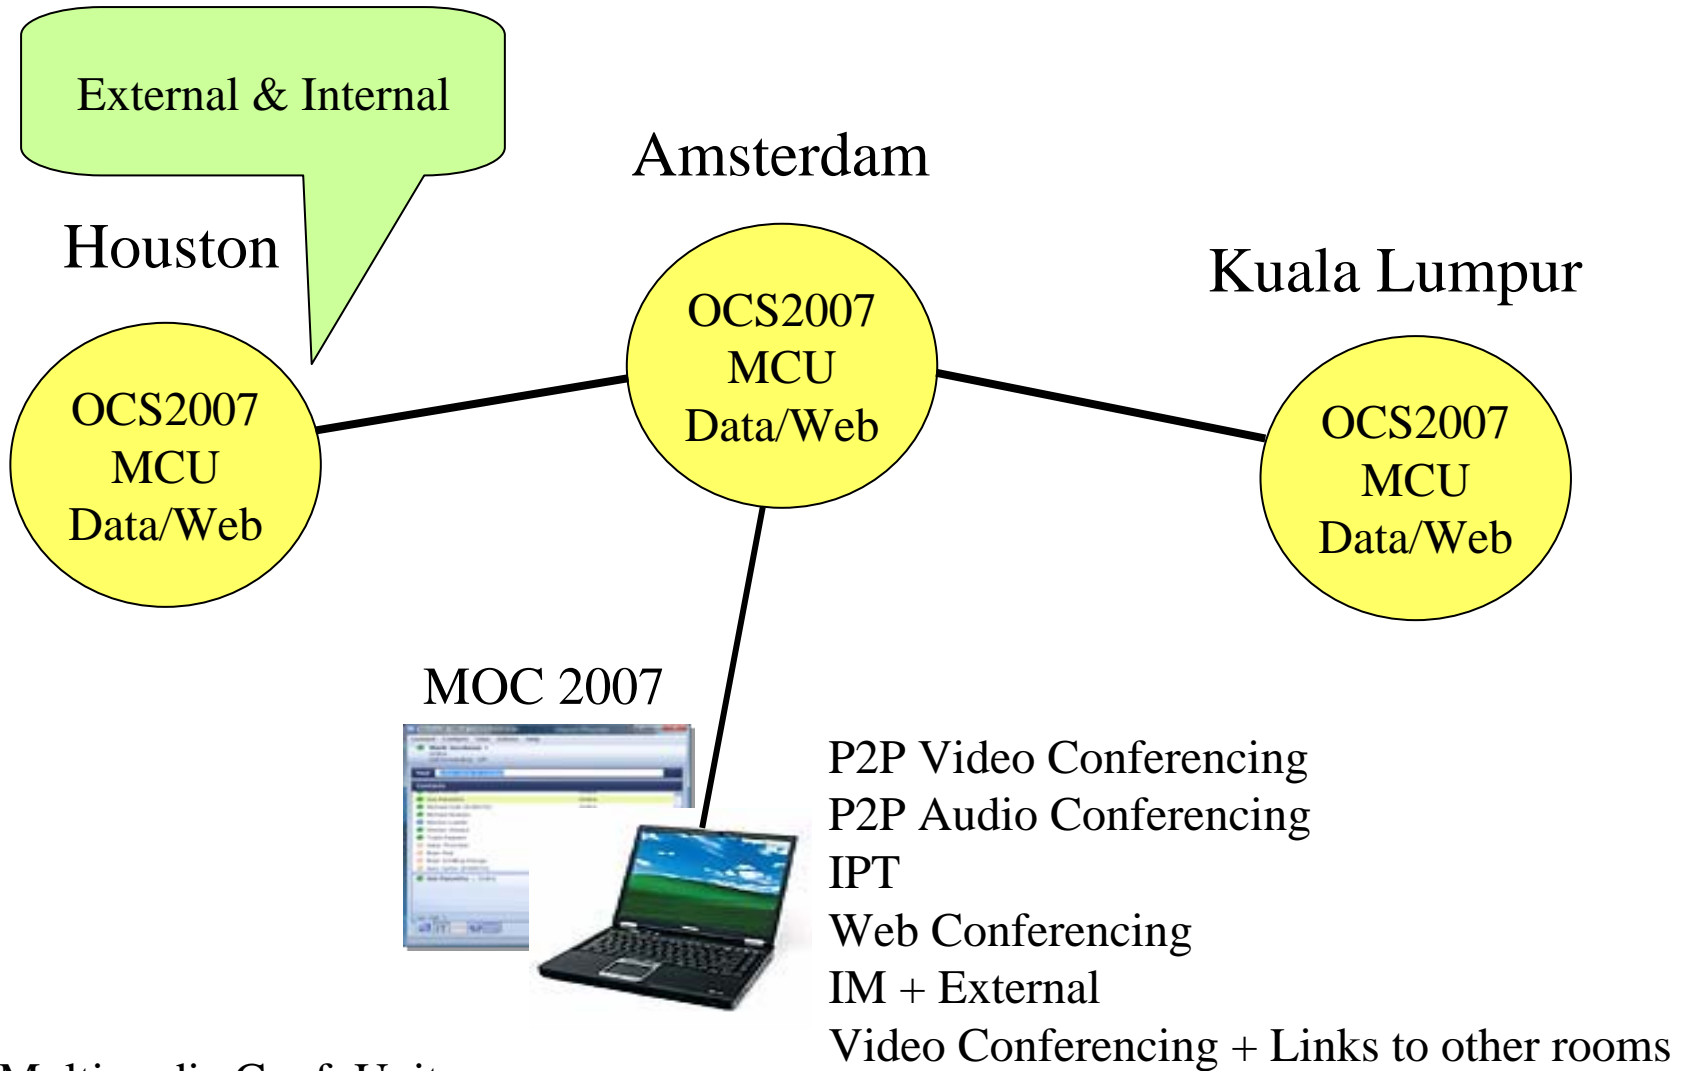 External & Internal
Amsterdam
Houston
Kuala Lumpur
OCS2007
MCU
Data/Web
OCS2007
MCU
Data/Web
OCS2007
MCU
Data/Web
MOC 2007
P2P Video Conferencing
P2P Audio Conferencing
IPT
Web Conferencing
IM + External
Video Conferencing + Links to other rooms